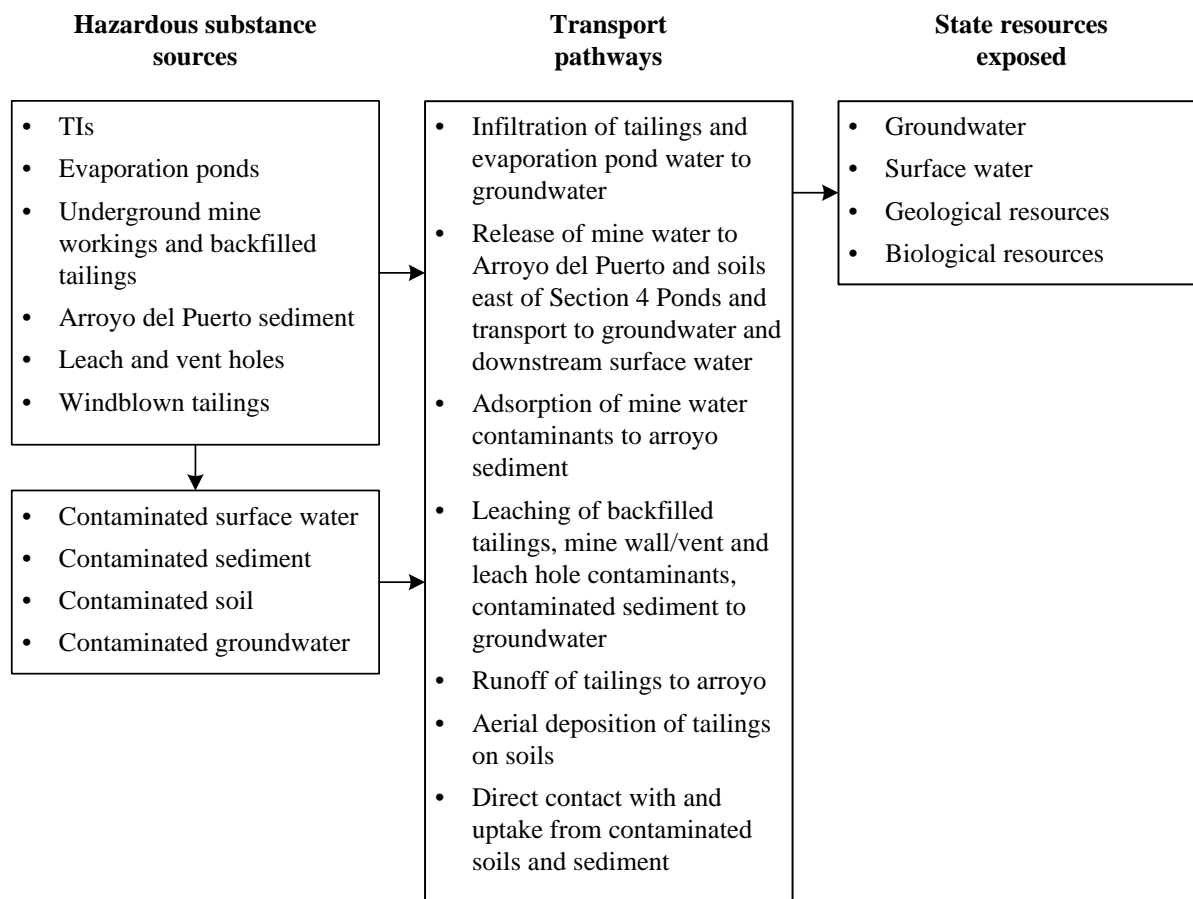 Hazardous substance
sources
• TIs
• Evaporation ponds
• Underground mine
workings and backfilled
tailings
• Arroyo del Puerto sediment
• Leach and vent holes
• Windblown tailings
• Contaminated surface water
• Contaminated sediment
• Contaminated soil
• Contaminated groundwater
Transport
pathways
• Infiltration of tailings and
evaporation pond water to
groundwater
• Release of mine water to
Arroyo del Puerto and soils
east of Section 4 Ponds and
transport to groundwater and
downstream surface water
• Adsorption of mine water
contaminants to arroyo
sediment
• Leaching of backfilled
tailings, mine wall/vent and
leach hole contaminants,
contaminated sediment to
groundwater
• Runoff of tailings to arroyo
• Aerial deposition of tailings
on soils
• Direct contact with and
uptake from contaminated
soils and sediment
State resources
exposed
• Groundwater
• Surface water
• Geological resources
• Biological resources